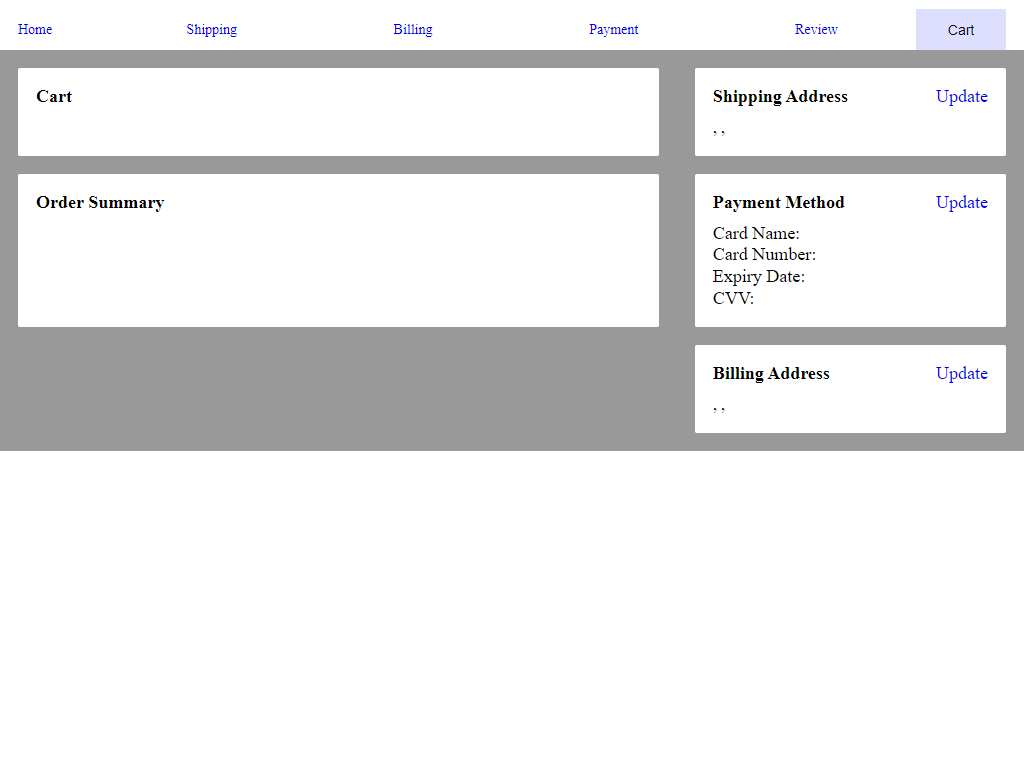 Home Shipping Billing Payment Review Cart
Cart
Order Summary
Shipping Address Update
, ,
Payment Method Update
Card Name:
Card Number:
Expiry Date:
CVV:
Billing Address Update
, ,